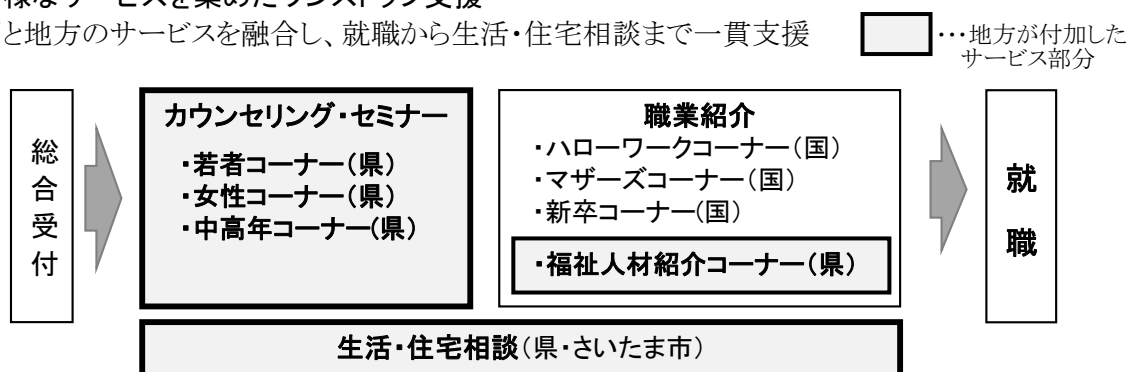 様なサービスを集めたワンストップ支援
と地方のサービスを融合し、就職から生活・住宅相談まで一貫支援
・・・地方が付加した
サービス部分
総合受付
カウンセリング・セミナー
・若者コーナー(県)
・女性コーナー(県)
・中高年コーナー(県)
職業紹介
・ハローワークコーナー(国)
・マザーズコーナー(国)
・新卒コーナー(国)
・福祉人材紹介コーナー(県)
就職
生活・住宅相談(県・さいたま市)